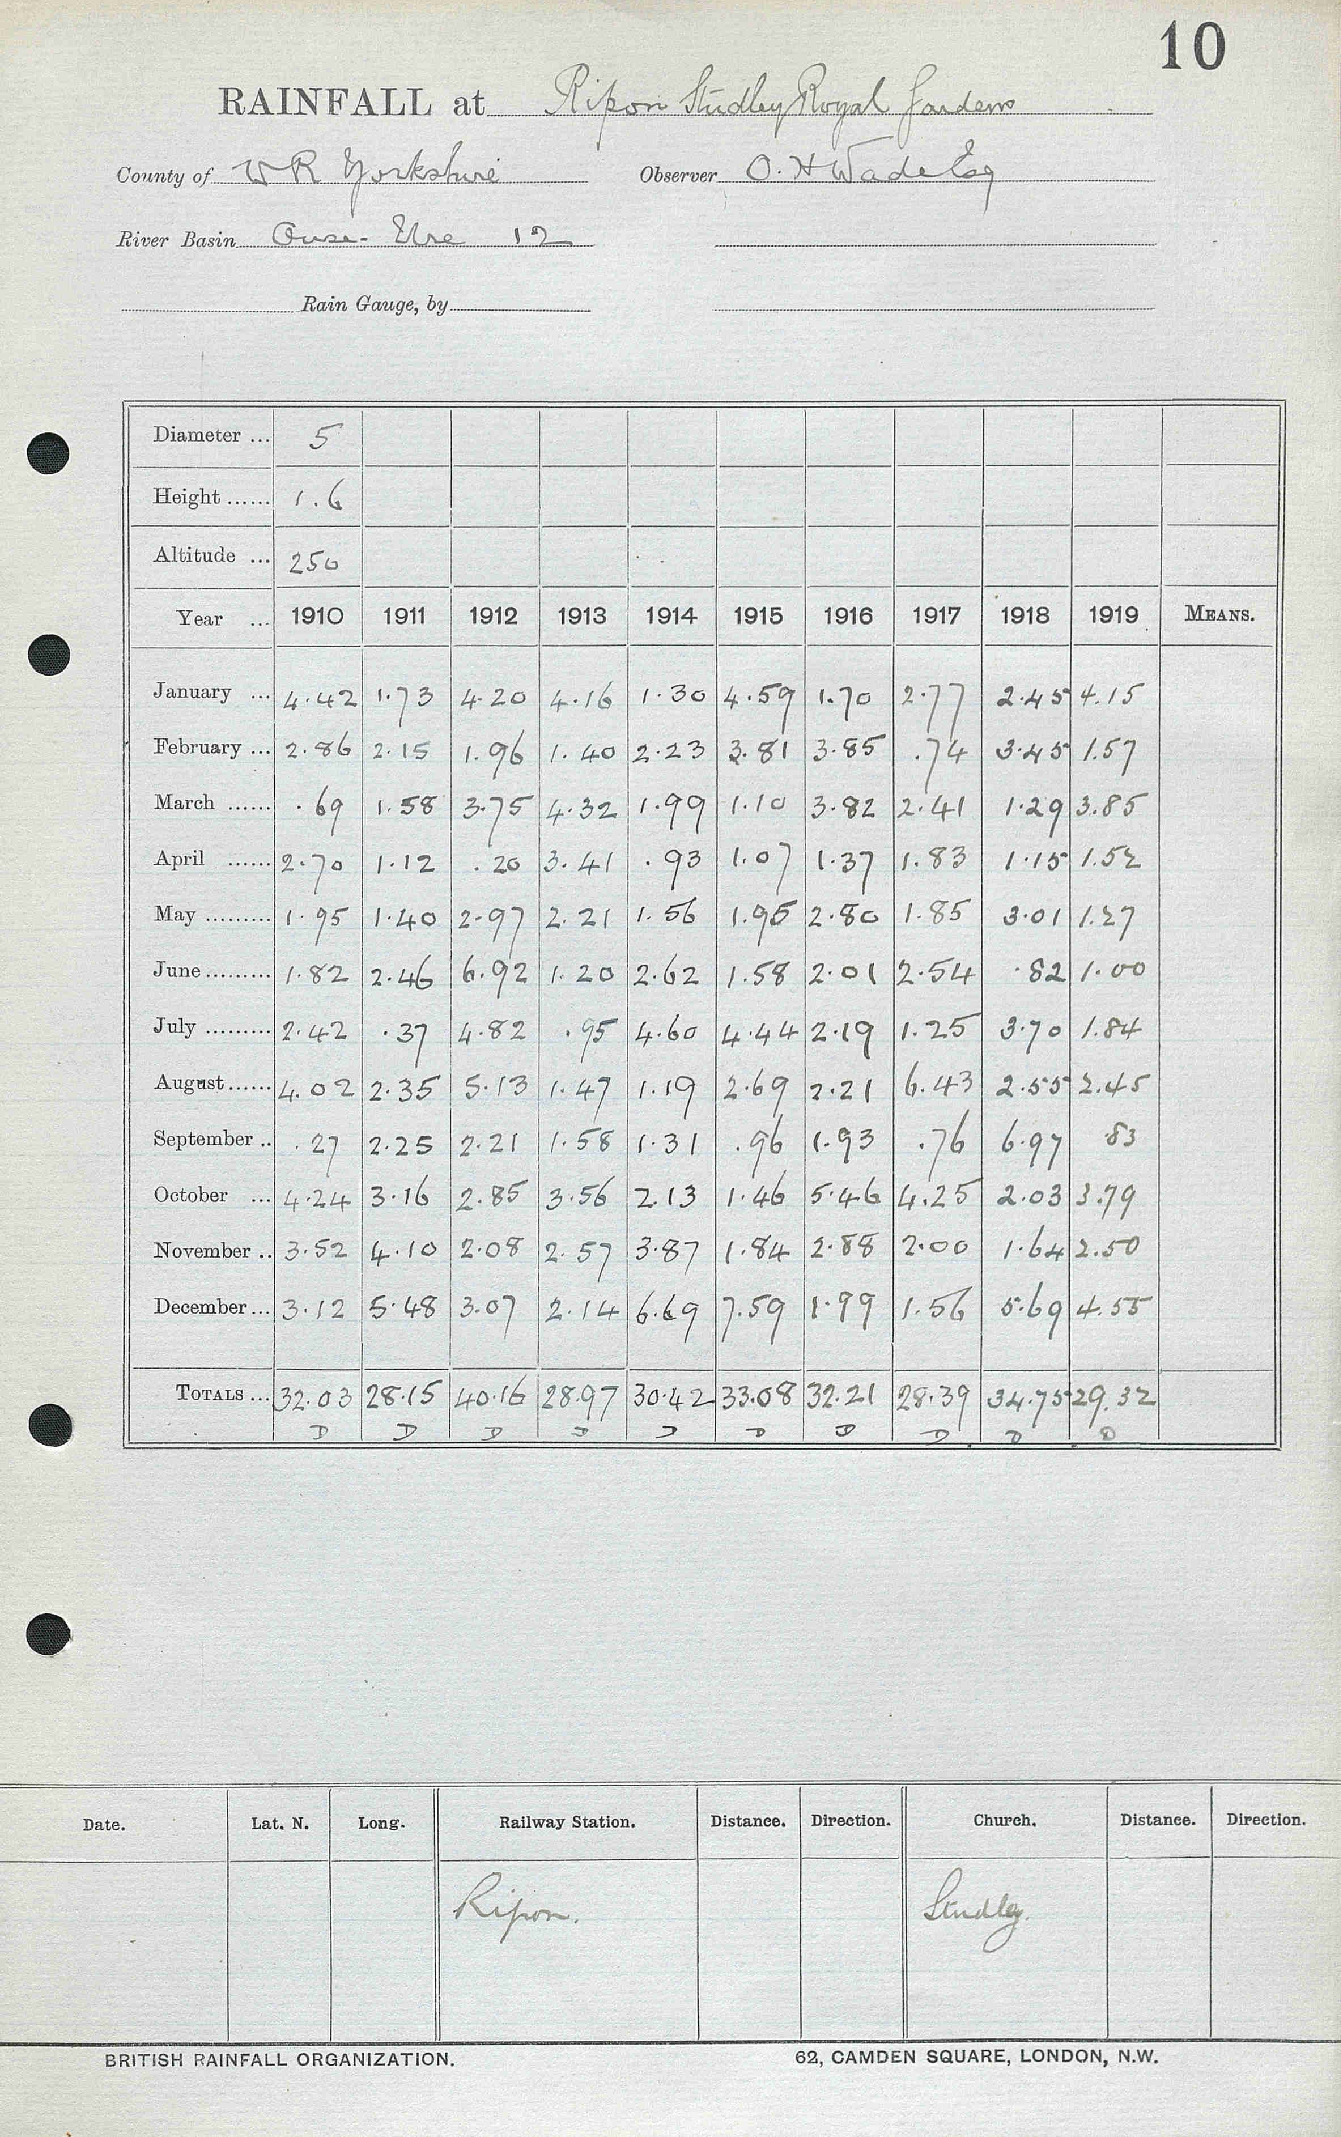 10
RAINFALL at Ripon Studley Royal Gardens
County of W R Yorkshire Observer O. H Wade Esq
River Basin Ouse - Ure 12
Rain Gauge, by
Diameter ... 5
Height ...... 1.6
Altitude ... 250
Year ... 1910 1911 1912 1913 1914 1915 1916 1917 1918 1919 MEANS.
January ... 4.42 1.73 4.20 4.16 1.30 4.59 1.70 2.77 2.45 4.15
February ... 2.86 2.15 1.96 1.40 2.23 3.81 3.85 .74 3.45 1.57
March ...... .69 1.58 3.75 4.32 1.99 1.10 3.82 2.41 1.29 3.85
April ...... 2.70 1.12 .20 3.41 .93 1.07 1.37 1.83 1.15 1.52
May ......... 1.95 1.40 2.97 2.21 1.56 1.95 2.80 1.85 3.01 1.27
June ......... 1.82 2.46 6.92 1.20 2.62 1.58 2.01 2.54 .82 1.00
July ......... 2.42 .37 4.82 .95 4.60 4.44 2.19 1.25 3.70 1.84
August ...... 4.02 2.35 5.13 1.47 1.19 2.69 2.21 6.43 2.55 2.45
September .. .27 2.25 2.21 1.58 1.31 .96 1.93 .76 6.97 .83
October ... 4.24 3.16 2.85 3.56 2.13 1.46 5.46 4.25 2.03 3.79
November .. 3.52 4.10 2.08 2.57 3.87 1.84 2.88 2.00 1.64 2.50
December ... 3.12 5.48 3.07 2.14 6.69 7.59 1.99 1.56 5.69 4.55
TOTALS ... 32.03 28.15 40.16 28.97 30.42 33.08 32.21 28.39 34.75 29.32
D D D D D D D D D D
Date. Lat. N. Long. Railway Station. Distance. Direction. Church. Distance. Direction.
Ripon. Studley.
BRITISH RAINFALL ORGANIZATION. 62, CAMDEN SQUARE, LONDON, N.W.